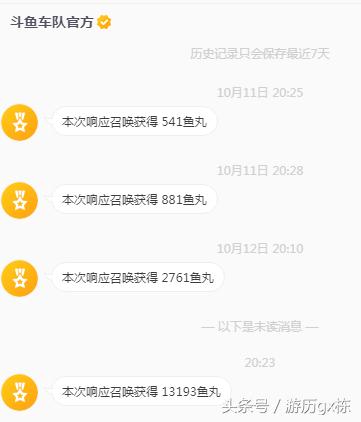 斗鱼车队官方
历史记录只会保存最近7天
10月11日 20:25
本次响应召唤获得 541鱼丸
10月11日 20:28
本次响应召唤获得 881鱼丸
10月12日 20:10
本次响应召唤获得 2761鱼丸
— 以下是未读消息 —
20:23
本次响应召唤获得 13193鱼丸
头条号 / 游历gx栋